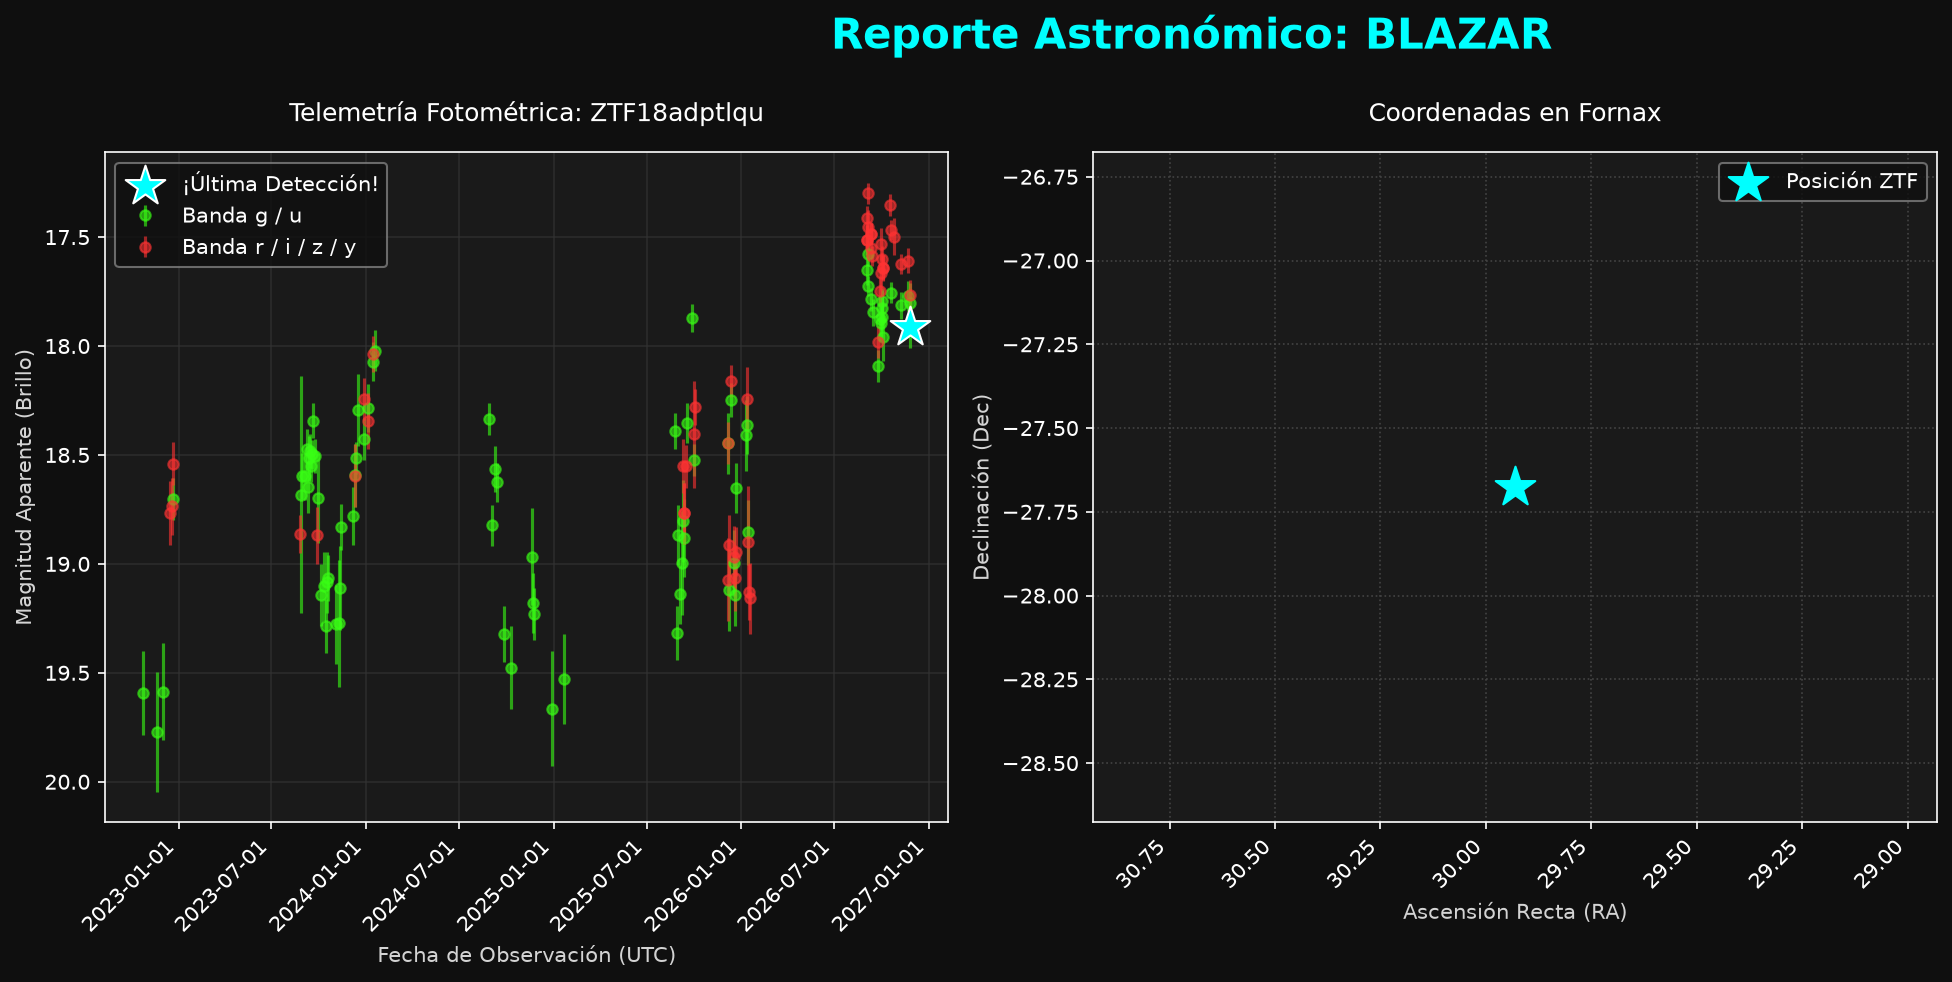 Reporte Astronómico: BLAZAR
Telemetría Fotométrica: ZTF18adptlqu
¡Última Detección!
Banda g / u
Banda r / i / z / y
Magnitud Aparente (Brillo)
17.5
18.0
18.5
19.0
19.5
20.0
2023-01-01
2023-07-01
2024-01-01
2024-07-01
2025-01-01
2025-07-01
2026-01-01
2026-07-01
2027-01-01
Fecha de Observación (UTC)
Coordenadas en Fornax
Posición ZTF
Declinación (Dec)
−26.75
−27.00
−27.25
−27.50
−27.75
−28.00
−28.25
−28.50
30.75
30.50
30.25
30.00
29.75
29.50
29.25
29.00
Ascensión Recta (RA)